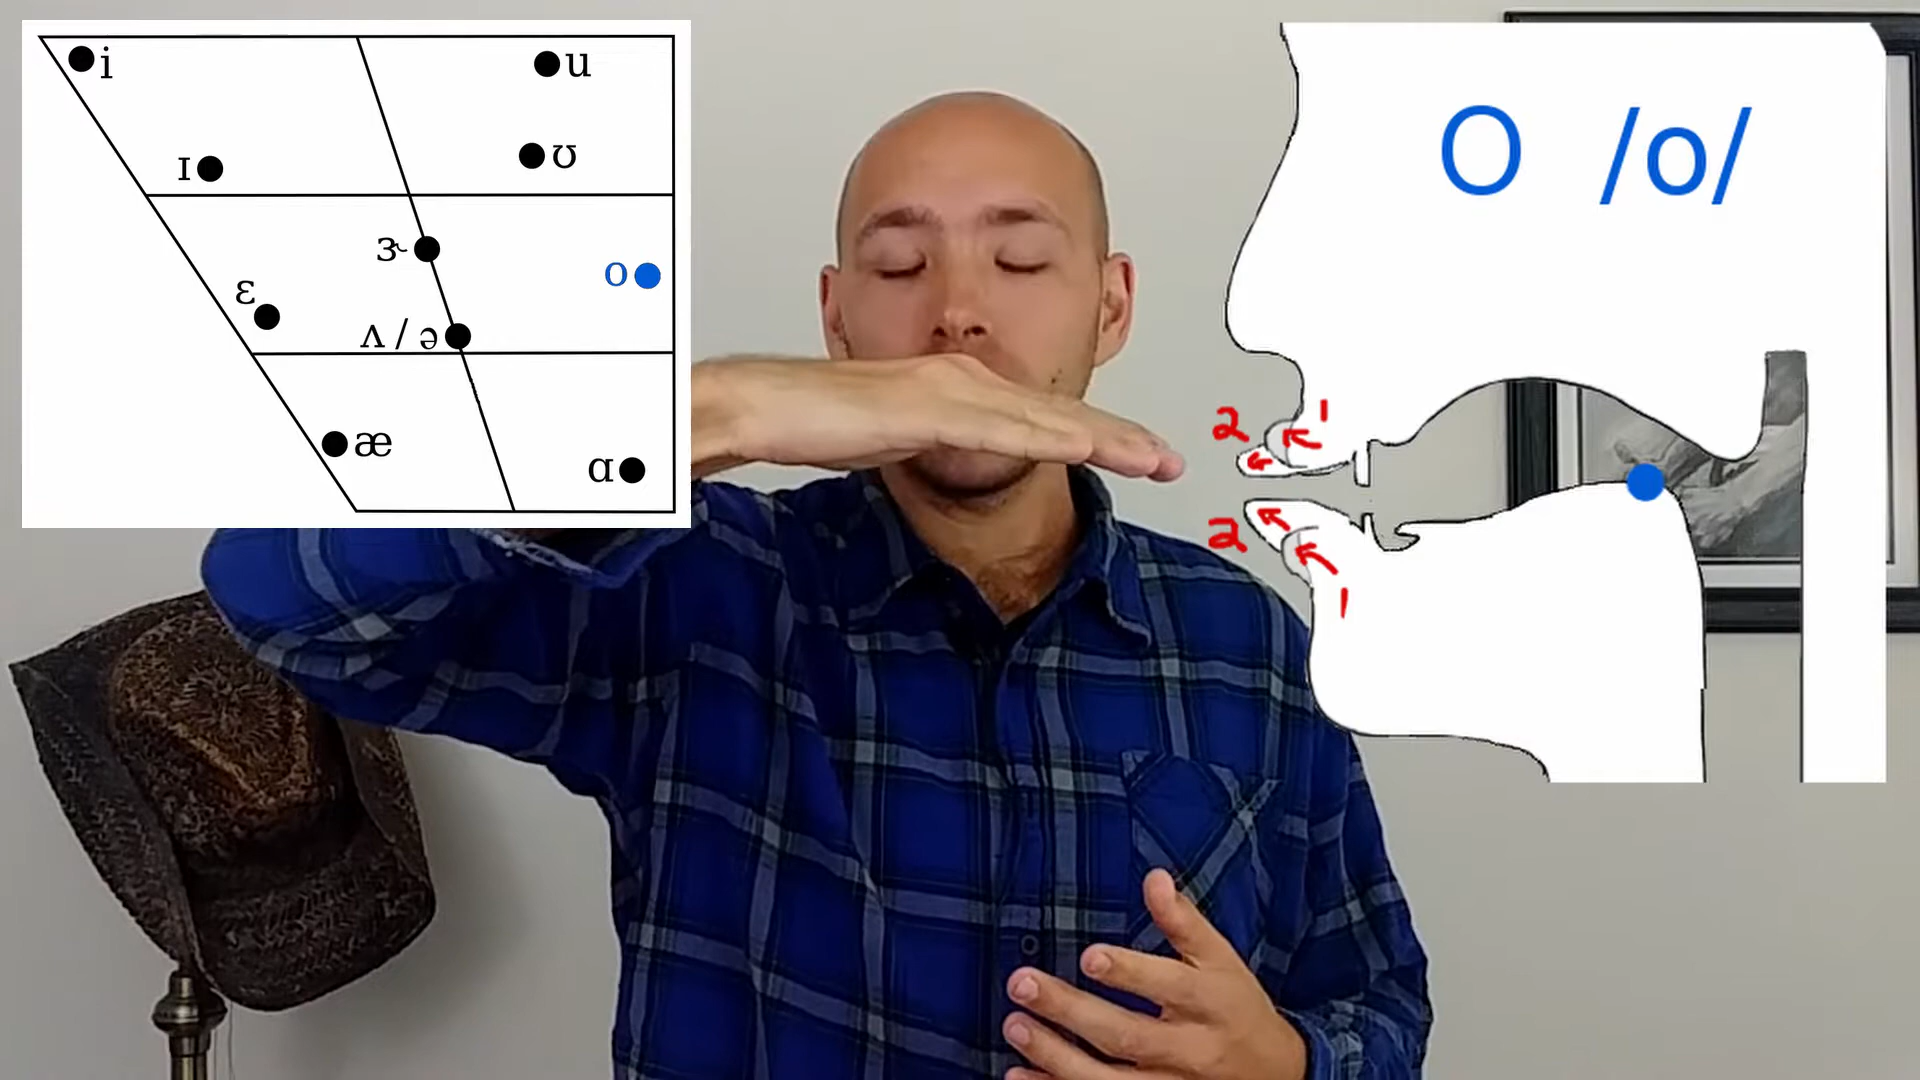 i
u
ɪ
ʊ
ɝ
o
ɛ
ʌ / ə
æ
ɑ
O /o/
2 1
2
1